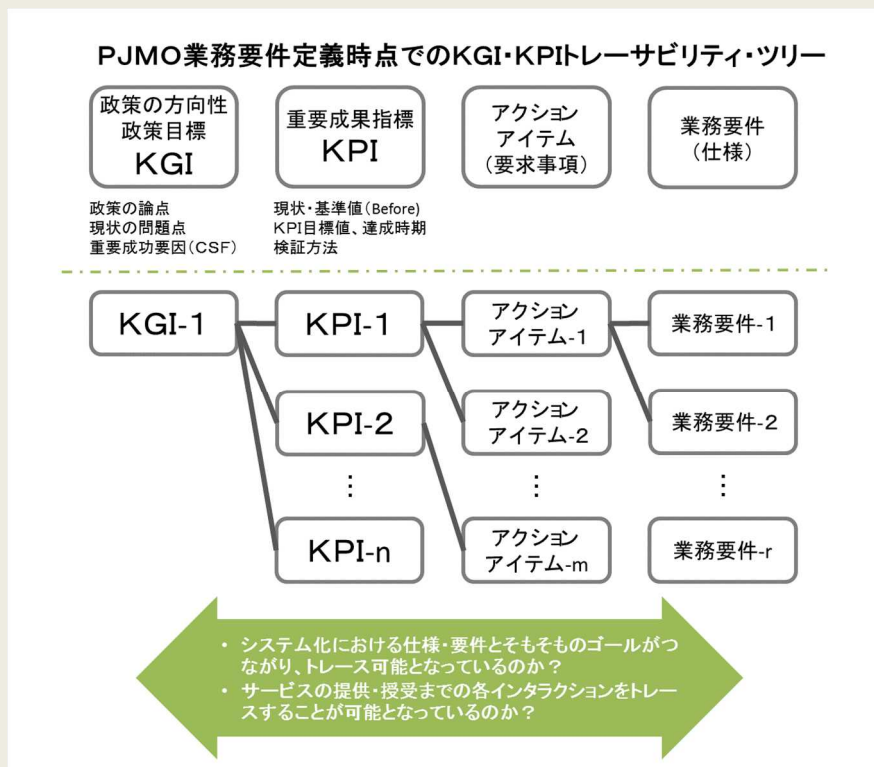 PJMO業務要件定義時点でのKGI・KPIトレーサビリティ・ツリー
政策の方向性
政策目標
KGI
重要成果指標
KPI
アクション
アイテム
(要求事項)
業務要件
(仕様)
政策の論点
現状の問題点
重要成功要因(CSF)
現状・基準値(Before)
KPI目標値、達成時期
検証方法
KGI-1
KPI-1
アクション
アイテム-1
業務要件-1
KPI-2
アクション
アイテム-2
業務要件-2
⋮
⋮
⋮
KPI-n
アクション
アイテム-m
業務要件-r
・ システム化における仕様・要件とそもそものゴールがつ
ながり、トレース可能となっているのか？
・ サービスの提供・授受までの各インタラクションをトレー
スすることが可能となっているのか？